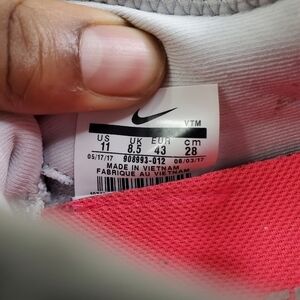 VTM
US UK EUR cm
11 8.5 43 28
05/17/17 908993-012 08/03/17
MADE IN VIETNAM
FABRIQUE AU VIETNAM